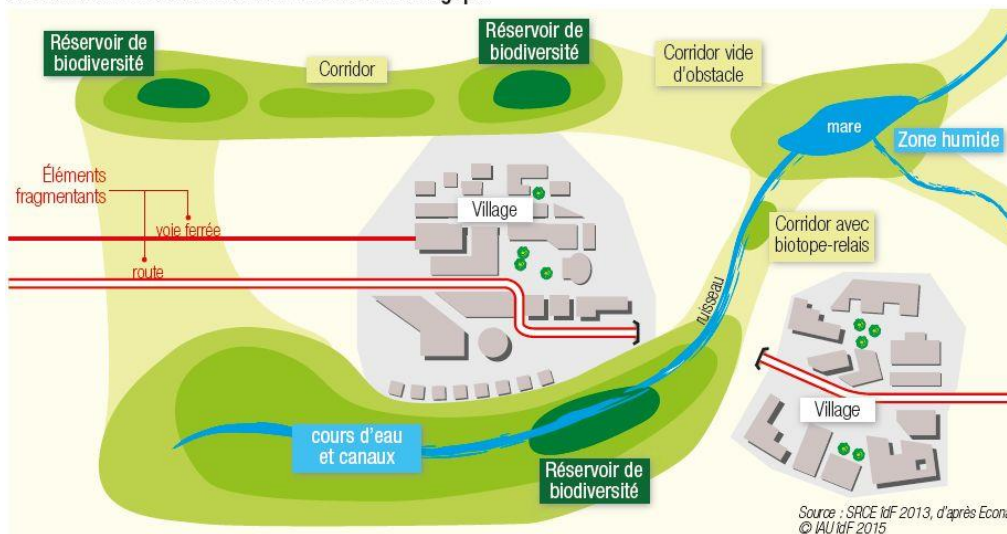 Réservoir de
biodiversité
Corridor
Réservoir de
biodiversité
Corridor vide
d'obstacle
mare
Zone humide
Éléments
fragmentants
voie ferrée
route
Village
Corridor avec
biotope-relais
ruisseau
cours d'eau
et canaux
Réservoir de
biodiversité
Village
Source : SRCE îdF 2013, d'après
© IAU îdF 2015